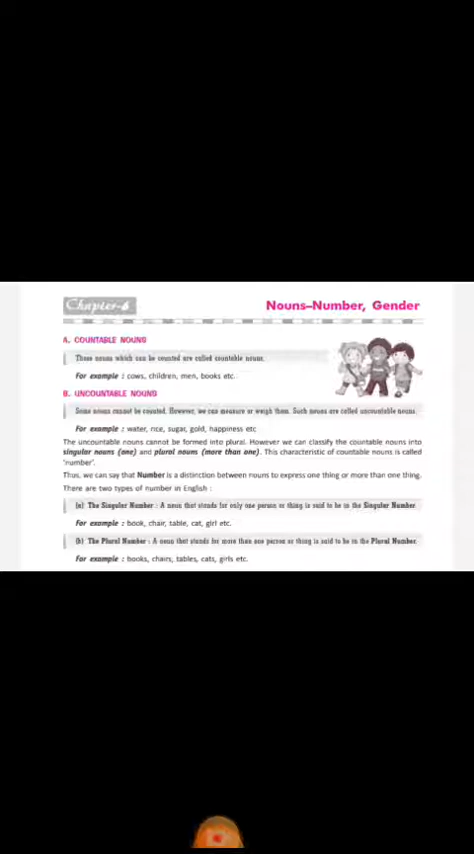 Chapter-6
Nouns–Number, Gender
A. COUNTABLE NOUNS
Those nouns which can be counted are called countable nouns.
For example : cows, children, men, books etc.
B. UNCOUNTABLE NOUNS
Some nouns cannot be counted. However, we can measure or weigh them. Such nouns are called uncountable nouns.
For example : water, rice, sugar, gold, happiness etc
The uncountable nouns cannot be formed into plural. However we can classify the countable nouns into
singular nouns (one) and plural nouns (more than one). This characteristic of countable nouns is called
'number'.
Thus, we can say that Number is a distinction between nouns to express one thing or more than one thing.
There are two types of number in English :
(a) The Singular Number : A noun that stands for only one person or thing is said to be in the Singular Number.
For example : book, chair, table, cat, girl etc.
(b) The Plural Number : A noun that stands for more than one person or thing is said to be in the Plural Number.
For example : books, chairs, tables, cats, girls etc.